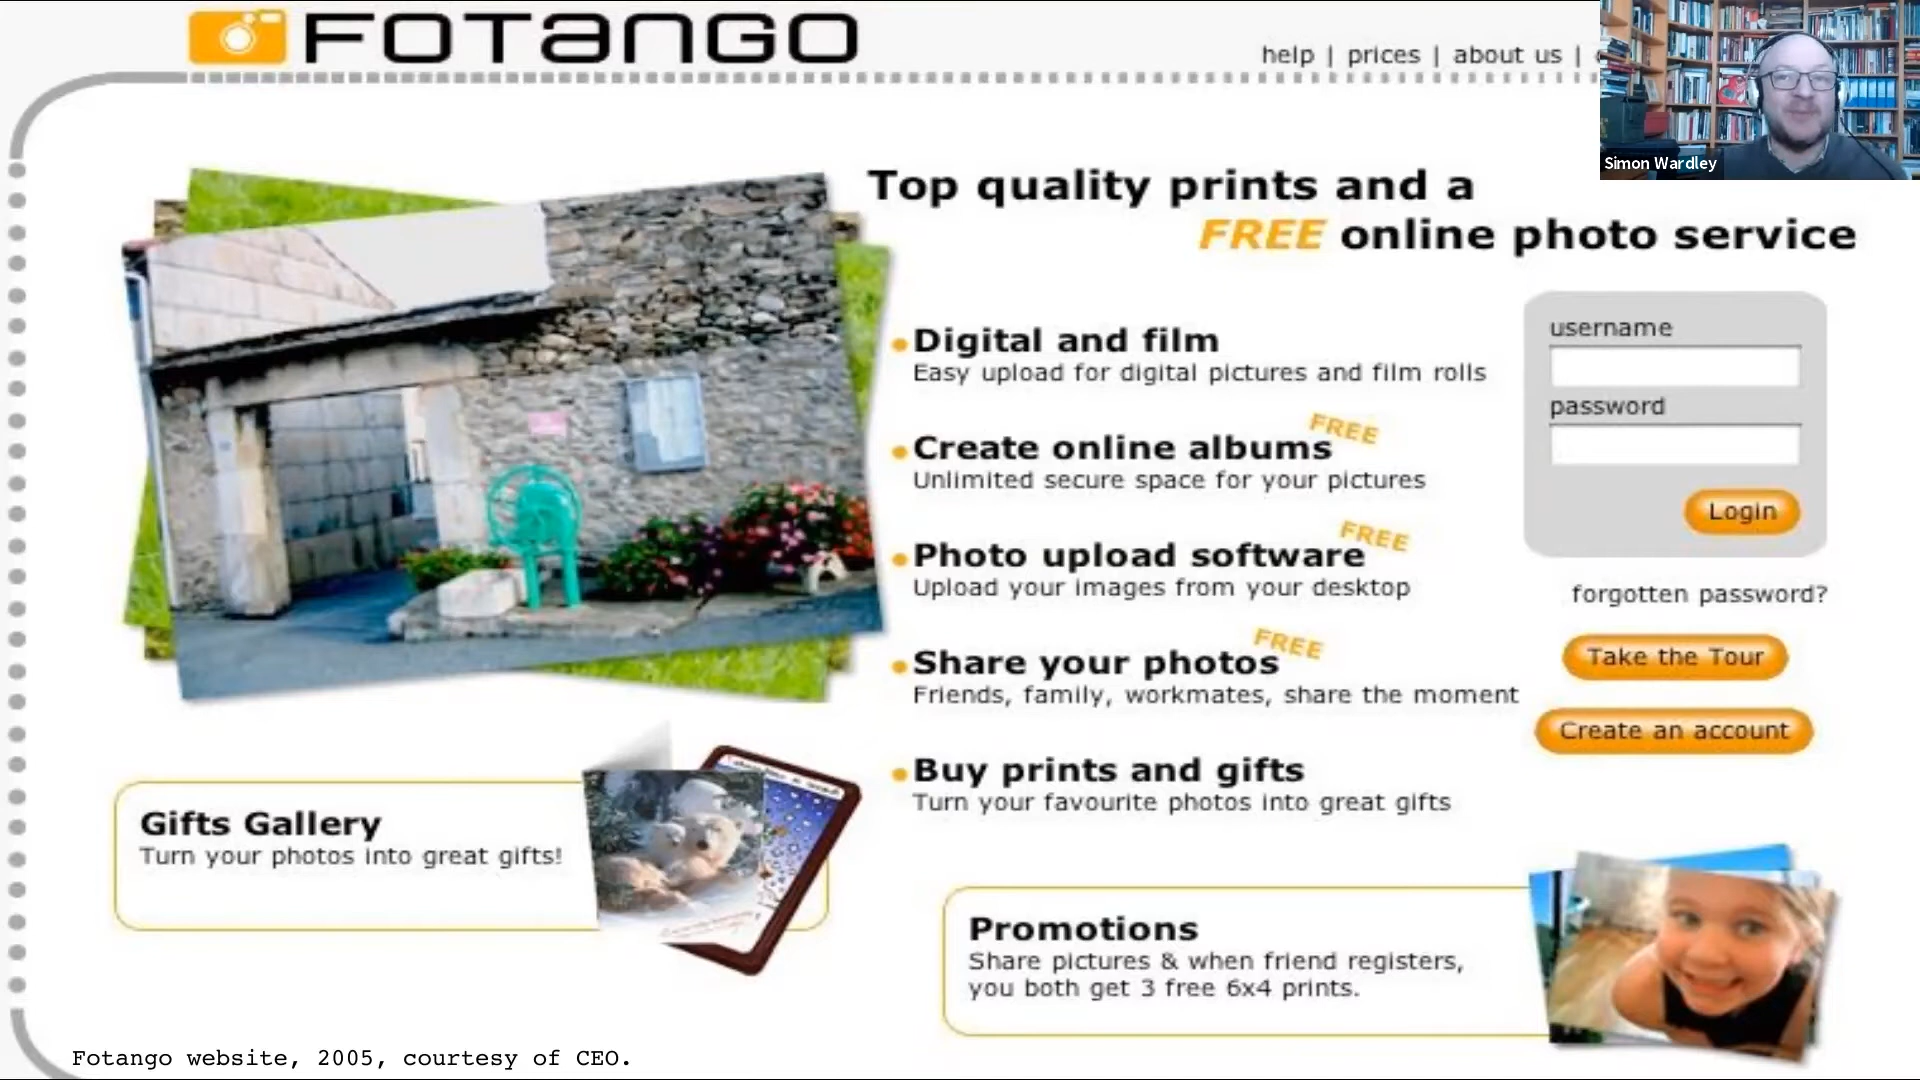 FOTANGO
help | prices | about us |
Simon Wardley
Top quality prints and a
FREE online photo service
Digital and film
Easy upload for digital pictures and film rolls
FREE
Create online albums
Unlimited secure space for your pictures
FREE
Photo upload software
Upload your images from your desktop
FREE
Share your photos
Friends, family, workmates, share the moment
Buy prints and gifts
Turn your favourite photos into great gifts
username
password
Login
forgotten password?
Take the Tour
Create an account
Gifts Gallery
Turn your photos into great gifts!
Promotions
Share pictures & when friend registers,
you both get 3 free 6x4 prints.
Fotango website, 2005, courtesy of CEO.